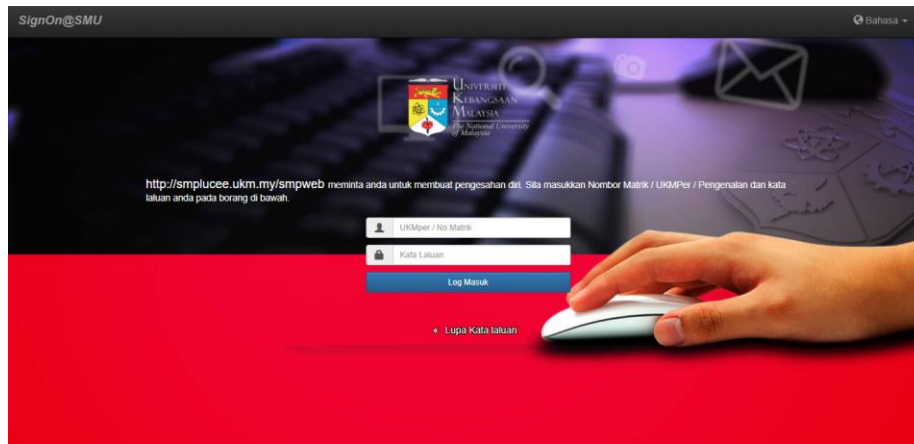 SignOn@SMU
Bahasa
UNIVERSITI
KEBANGSAAN
MALAYSIA
The National University
of Malaysia
http://smplucee.ukm.my/smpweb meminta anda untuk membuat pengesahan diri. Sila masukkan Nombor Matrik / UKMPer / Pengenalan dan kata
laluan anda pada borang di bawah.
UKMper / No.Matrik
Kata Laluan
Log Masuk
« Lupa Kata laluan